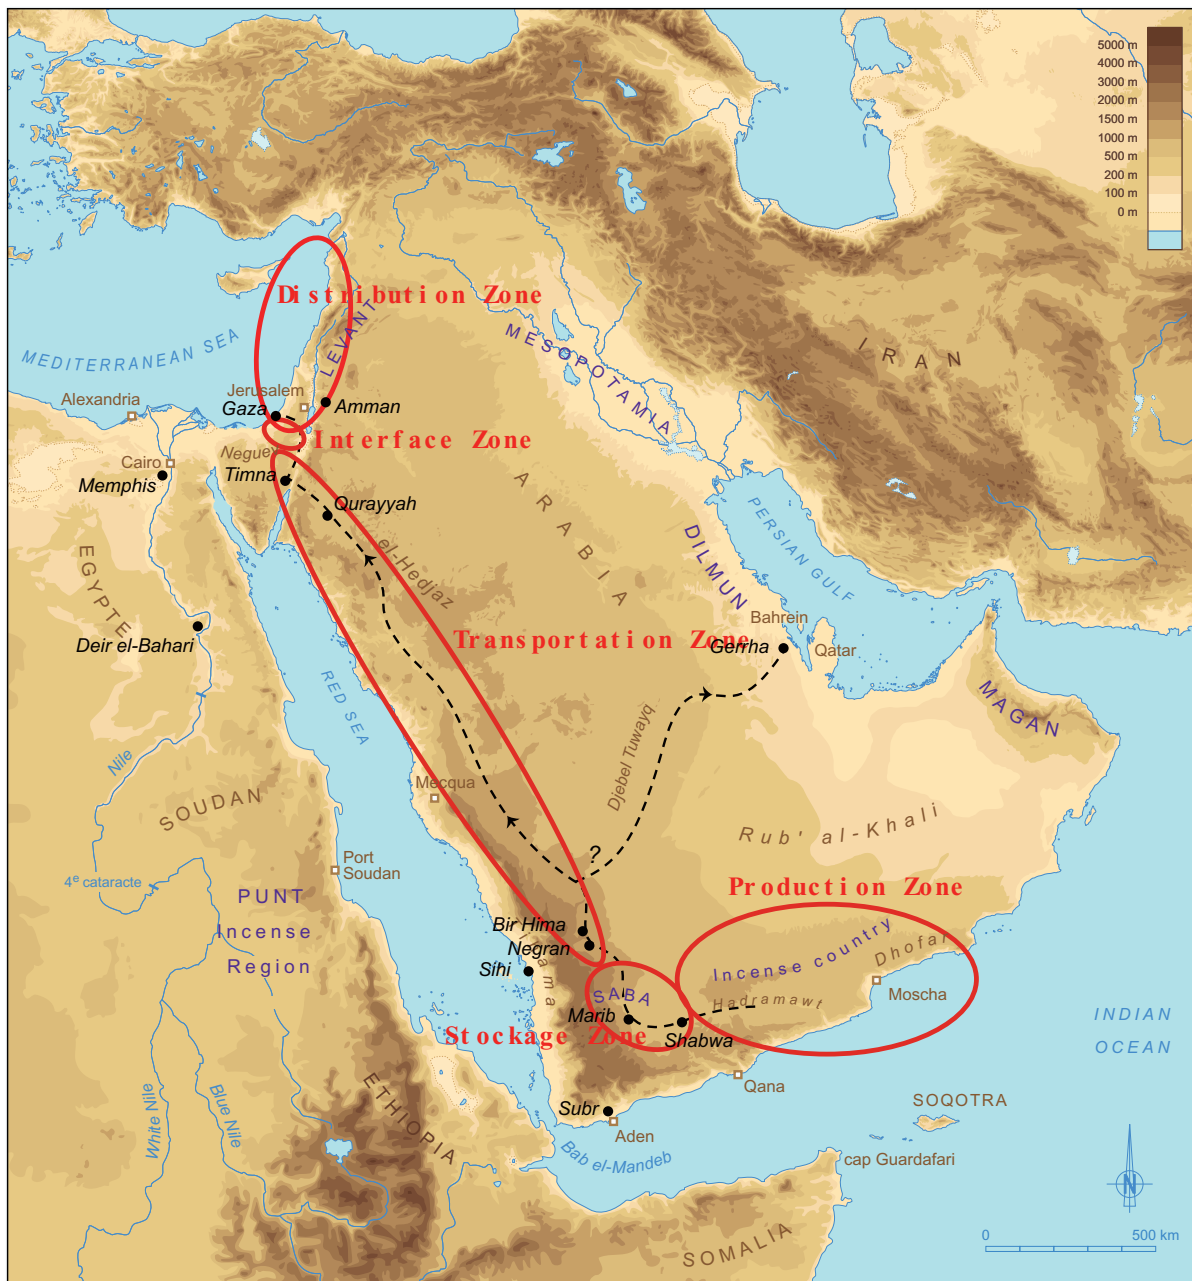 5000 m
4000 m
3000 m
2000 m
1500 m
1000 m
500 m
200 m
100 m
0 m
Distribution Zone
LEVANT
MEDITERRANEAN SEA
MESOPOTAMIA
IRAN
Alexandria
Jerusalem
Gaza
Amman
Interface Zone
Neguev
Cairo
Memphis
Timna
Qurayyah
ARABIA
PERSIAN GULF
DILMUN
EGYPTE
el-Hedjaz
Bahrein
Deir el-Bahari
Transportation Zone
Gerrha
Qatar
RED SEA
MAGAN
Nile
Djebel Tuwayq
Mecqua
SOUDAN
Rub' al-Khali
Port
Soudan
?
4e cataracte
PUNT
Incense
Region
Production Zone
Bir Hima
Negran
Incense country
Dhofar
Sihi
SABA
Hadramawt
Moscha
Marib
Stockage Zone
Shabwa
INDIAN
OCEAN
Qana
White Nile
Blue Nile
ETHIOPIA
Subr
Aden
SOQOTRA
Bab el-Mandeb
cap Guardafari
N
SOMALIA
0
500 km